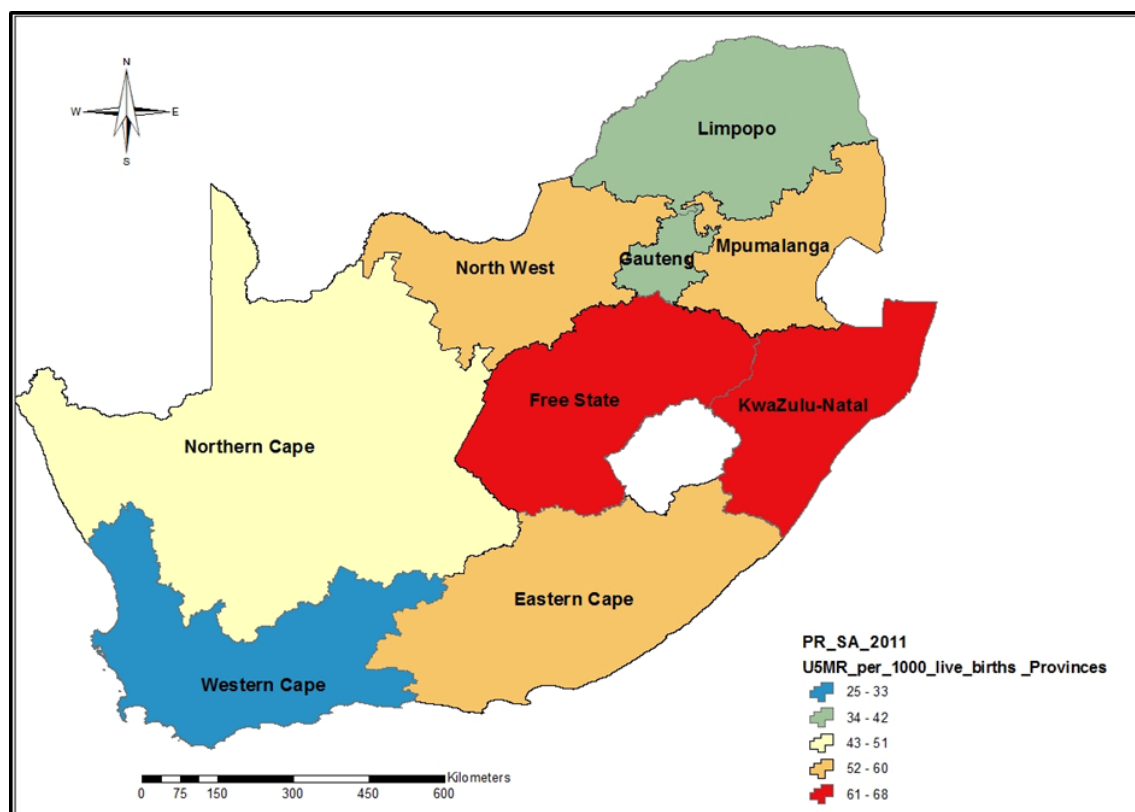 N
W E
S
Limpopo
Mpumalanga
Gauteng
North West
Free State
KwaZulu-Natal
Northern Cape
Eastern Cape
Western Cape
PR_SA_2011
U5MR_per_1000_live_births _Provinces
25 - 33
34 - 42
43 - 51
52 - 60
61 - 68
Kilometers
0 75 150 300 450 600